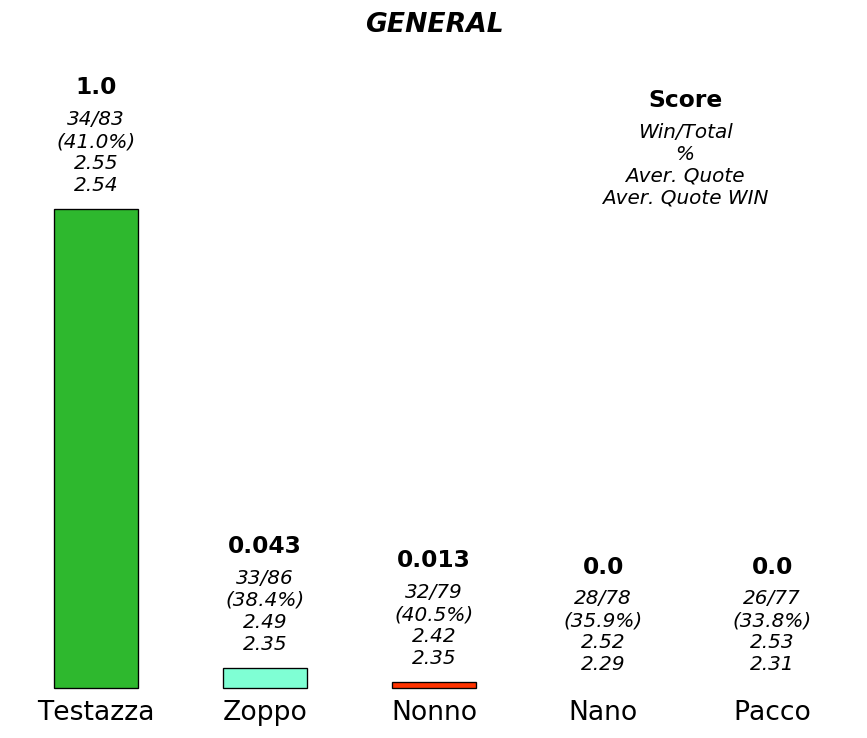 GENERAL
1.0
34/83
(41.0%)
2.55
2.54
Score
Win/Total
%
Aver. Quote
Aver. Quote WIN
0.043
33/86
(38.4%)
2.49
2.35
0.013
32/79
(40.5%)
2.42
2.35
0.0
28/78
(35.9%)
2.52
2.29
0.0
26/77
(33.8%)
2.53
2.31
Testazza
Zoppo
Nonno
Nano
Pacco